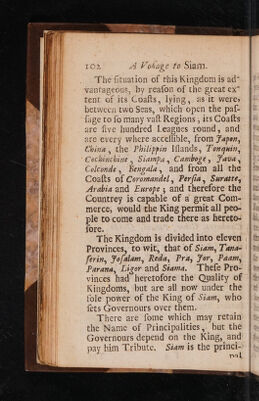 102 A Voyage to Siam.
The situation of this Kingdom is ad-
vantageous, by reason of the great ex-
tent of its Coasts, lying, as it were,
between two Seas, which open the pas-
sage to so many vast Regions; its Coasts
are five hundred Leagues round, and
are every where accessible, from Japon,
China, the Philippin Islands, Tonquin,
Cochinchine, Siampa, Camboge, Java,
Colconde, Bengala, and from all the
Coasts of Coromandel, Persia, Suratte,
Arabia and Europe; and therefore the
Countrey is capable of a great Com-
merce, would the King permit all peo-
ple to come and trade there as hereto-
fore.
The Kingdom is divided into eleven
Provinces, to wit, that of Siam, Tana-
serin, Josalam, Reda, Pra, Jor, Paam,
Parana, Ligor and Siama. These Pro-
vinces had heretofore the Quality of
Kingdoms, but are all now under the
sole power of the King of Siam, who
sets Governours over them.
There are some which may retain
the Name of Principalities, but the
Governours depend on the King, and
pay him Tribute. Siam is the princi-
pal